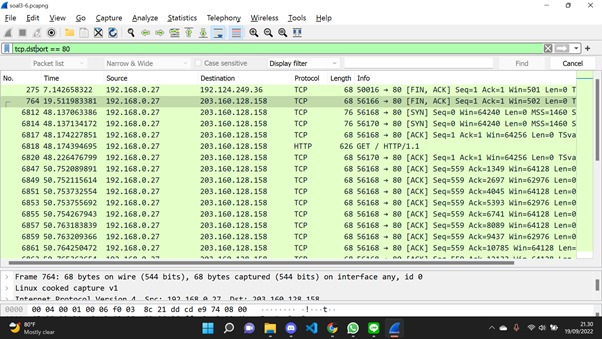 soal3-6.pcapng
File Edit View Go Capture Analyze Statistics Telephony Wireless Tools Help
tcp.dstport == 80
Packet list Narrow & Wide Case sensitive Display filter Find Cancel
No. Time Source Destination Protocol Length Info
275 7.142658322 192.168.0.27 192.124.249.36 TCP 68 50016 → 80 [FIN, ACK] Seq=1 Ack=1 Win=501 Len=0 T
764 19.511983381 192.168.0.27 203.160.128.158 TCP 68 56166 → 80 [FIN, ACK] Seq=1 Ack=1 Win=502 Len=0 T
6812 48.137063386 192.168.0.27 203.160.128.158 TCP 76 56168 → 80 [SYN] Seq=0 Win=64240 Len=0 MSS=1460 S
6814 48.137134172 192.168.0.27 203.160.128.158 TCP 76 56170 → 80 [SYN] Seq=0 Win=64240 Len=0 MSS=1460 S
6817 48.174227851 192.168.0.27 203.160.128.158 TCP 68 56168 → 80 [ACK] Seq=1 Ack=1 Win=64256 Len=0 TSva
6818 48.174394695 192.168.0.27 203.160.128.158 HTTP 626 GET / HTTP/1.1
6820 48.226476799 192.168.0.27 203.160.128.158 TCP 68 56170 → 80 [ACK] Seq=1 Ack=1 Win=64256 Len=0 TSva
6847 50.752089891 192.168.0.27 203.160.128.158 TCP 68 56168 → 80 [ACK] Seq=559 Ack=1349 Win=64128 Len=0
6849 50.752115614 192.168.0.27 203.160.128.158 TCP 68 56168 → 80 [ACK] Seq=559 Ack=2697 Win=64128 Len=0
6851 50.753732554 192.168.0.27 203.160.128.158 TCP 68 56168 → 80 [ACK] Seq=559 Ack=4045 Win=64128 Len=0
6853 50.753755692 192.168.0.27 203.160.128.158 TCP 68 56168 → 80 [ACK] Seq=559 Ack=5393 Win=64128 Len=0
6855 50.754267943 192.168.0.27 203.160.128.158 TCP 68 56168 → 80 [ACK] Seq=559 Ack=6741 Win=64128 Len=0
6857 50.763183839 192.168.0.27 203.160.128.158 TCP 68 56168 → 80 [ACK] Seq=559 Ack=8089 Win=64128 Len=0
6859 50.763209366 192.168.0.27 203.160.128.158 TCP 68 56168 → 80 [ACK] Seq=559 Ack=9437 Win=64128 Len=0
6861 50.764250472 192.168.0.27 203.160.128.158 TCP 68 56168 → 80 [ACK] Seq=559 Ack=10785 Win=64128 Len=
Frame 764: 68 bytes on wire (544 bits), 68 bytes captured (544 bits) on interface any, id 0
Linux cooked capture v1
Internet Protocol Version 4, Src: 192.168.0.27, Dst: 203.160.128.158
0000 00 04 00 01 00 06 f0 03 8c 21 dd cd e9 74 08 00 ········ ·!···t··
80°F
Mostly clear
21.30
19/09/2022